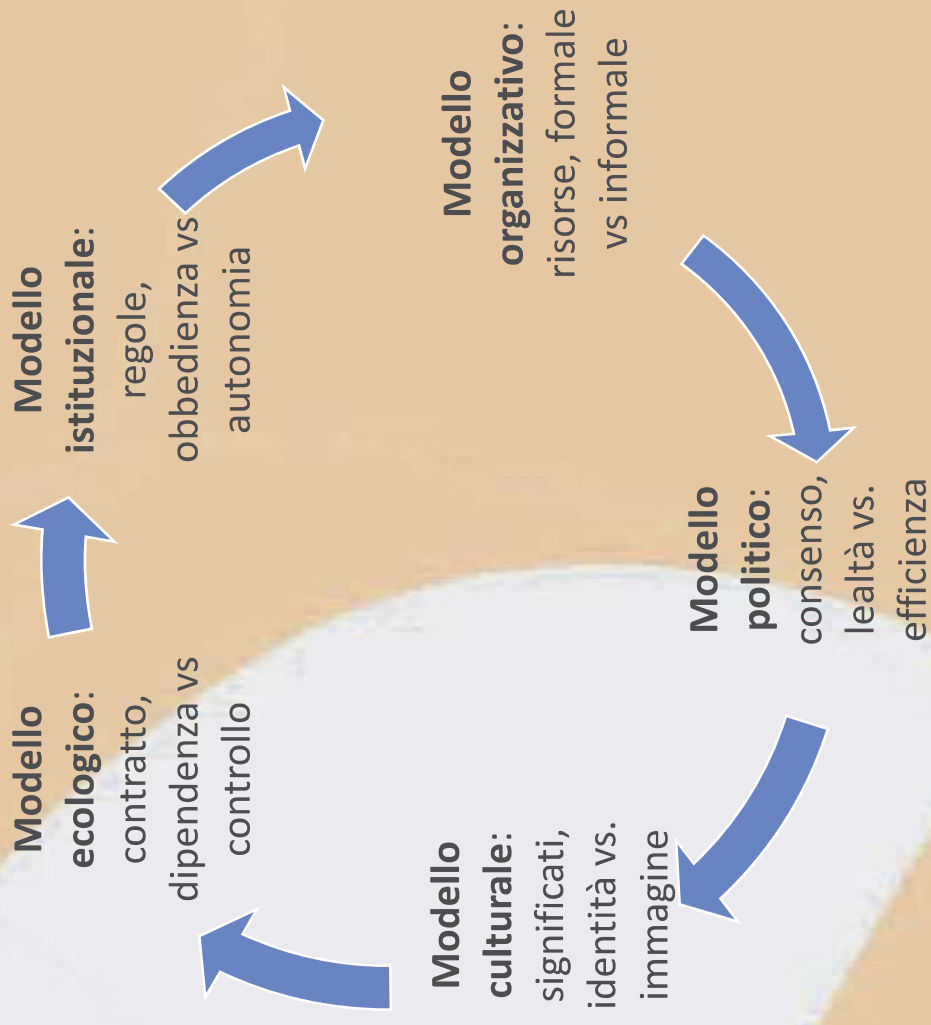 Modello
ecologico:
contratto,
dipendenza vs
controllo
Modello
istituzionale:
regole,
obbedienza vs
autonomia
Modello
organizzativo:
risorse, formale
vs informale
Modello
politico:
consenso,
lealtà vs.
efficienza
Modello
culturale:
significati,
identità vs.
immagine